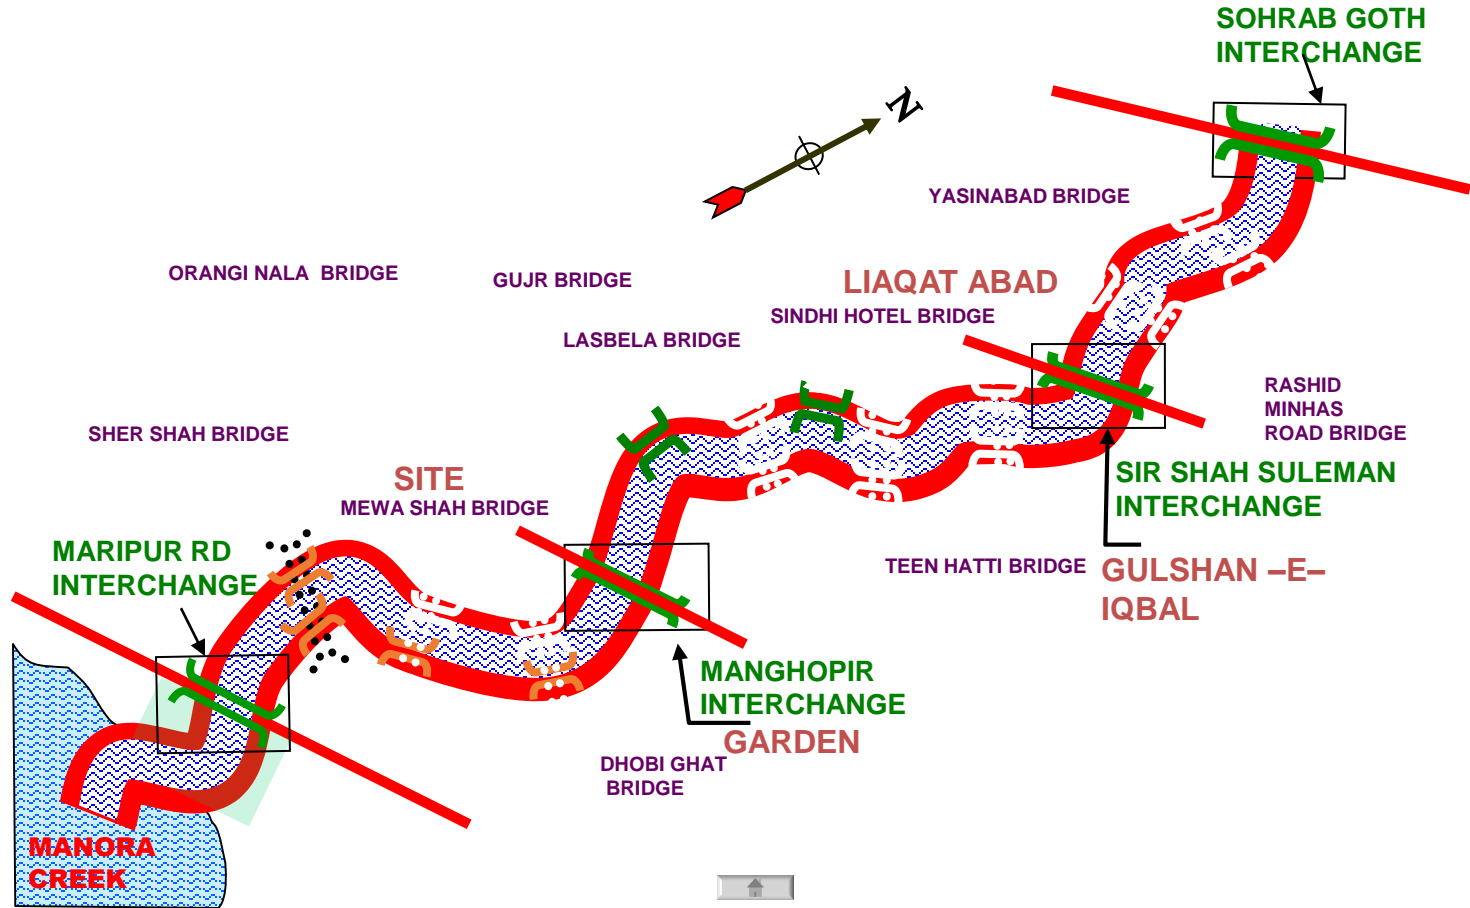 SOHRAB GOTH
INTERCHANGE
N
YASINABAD BRIDGE
ORANGI NALA  BRIDGE
GUJR BRIDGE
LIAQAT ABAD
SINDHI HOTEL BRIDGE
LASBELA BRIDGE
RASHID
MINHAS
ROAD BRIDGE
SHER SHAH BRIDGE
SITE
MEWA SHAH BRIDGE
SIR SHAH SULEMAN
INTERCHANGE
MARIPUR RD
INTERCHANGE
TEEN HATTI BRIDGE
GULSHAN –E–
IQBAL
MANGHOPIR
INTERCHANGE
GARDEN
DHOBI GHAT
BRIDGE
MANORA
CREEK